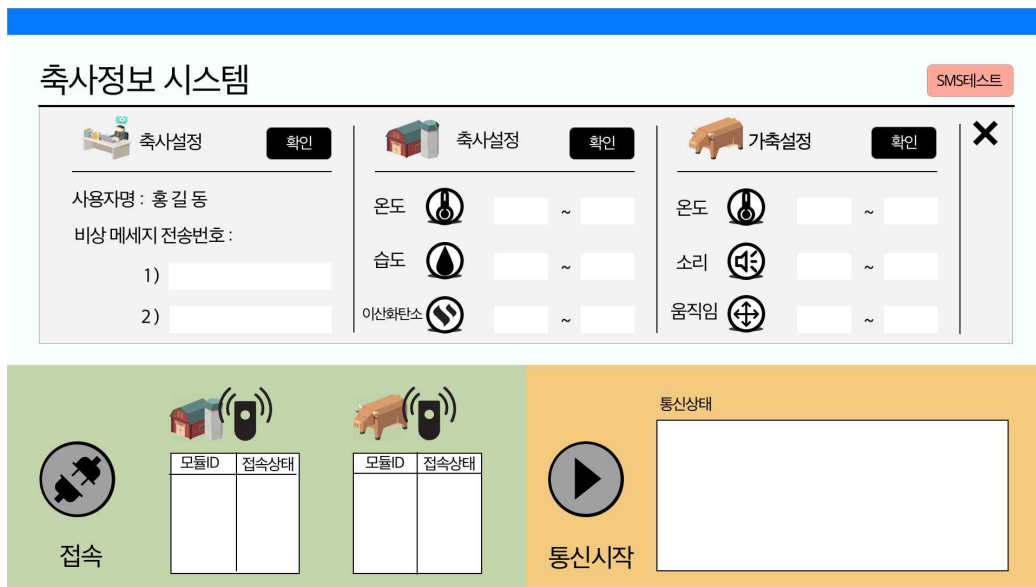 축사정보 시스템
SMS테스트
축사설정
확인
사용자명 : 홍 길 동
비상 메세지 전송번호 :
1)
2)
축사설정
확인
온도
~
습도
~
이산화탄소
~
가축설정
확인
온도
~
소리
~
움직임
~
접속
모듈ID 접속상태
모듈ID 접속상태
통신시작
통신상태